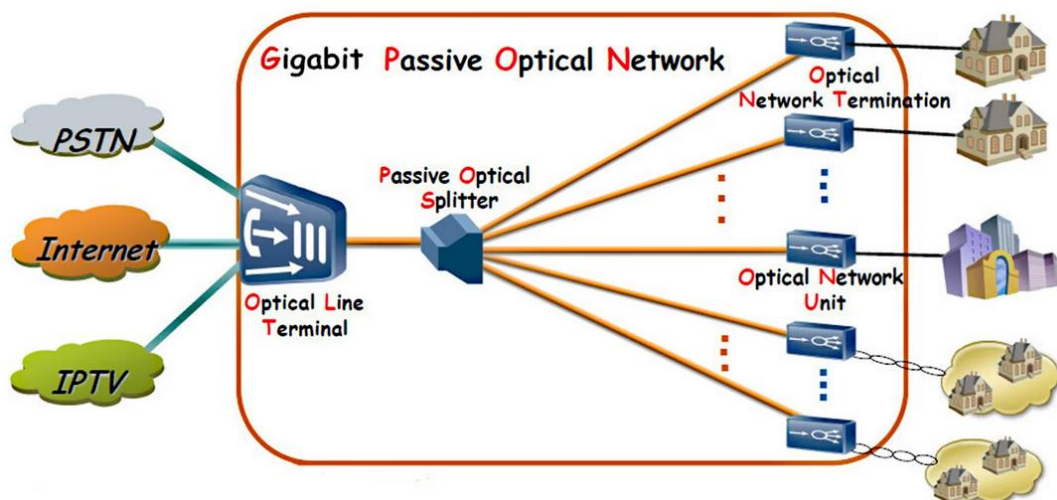 Gigabit Passive Optical Network
PSTN
Internet
IPTV
Optical Line
Terminal
Passive Optical
Splitter
Optical
Network Termination
Optical Network
Unit